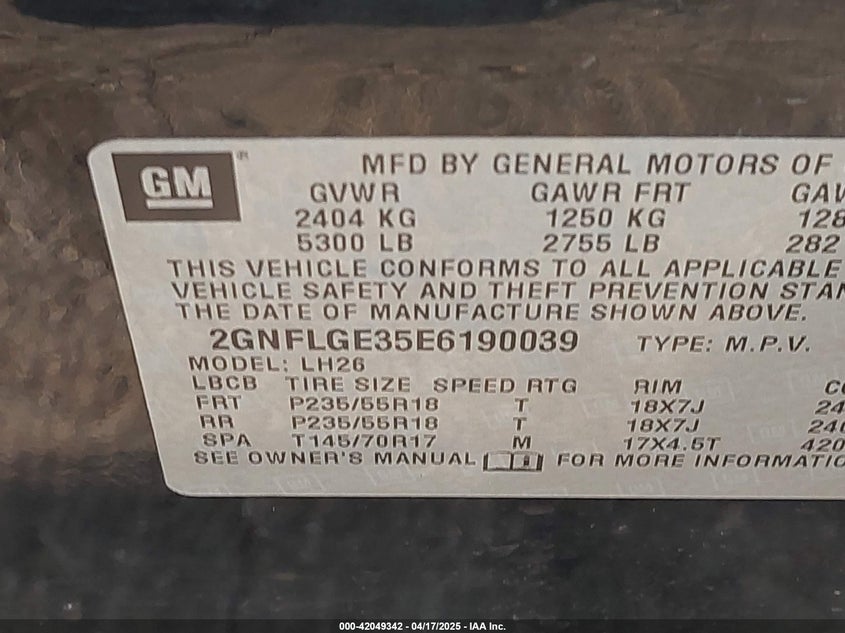 GM ®
MFD BY GENERAL MOTORS OF
GVWR GAWR FRT
2404 KG 1250 KG 128
5300 LB 2755 LB 282
THIS VEHICLE CONFORMS TO ALL APPLICABLE
VEHICLE SAFETY AND THEFT PREVENTION
THE DATE OF MANUFACTURE SHOWN ABOVE.
2GNFLGE35E6190039 TYPE: M.P.V.
MODEL: LH26
LBCB TIRE SIZE SPEED RTG RIM
FRT P235/55R18 T 18X7J
RR P235/55R18 T 18X7J
SPA T145/70R17 M 17X4.5T 420
SEE OWNER'S MANUAL FOR MORE
000-42049342 - 04/17/2025 - IAA Inc.